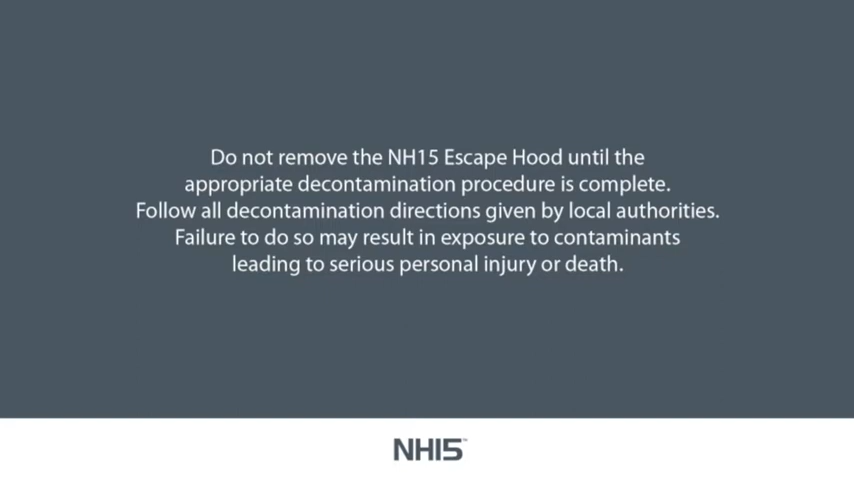 Do not remove the NH15 Escape Hood until the
appropriate decontamination procedure is complete.
Follow all decontamination directions given by local authorities.
Failure to do so may result in exposure to contaminants
leading to serious personal injury or death.
NH15™